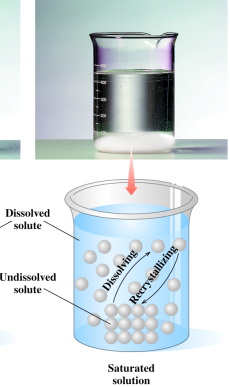 Dissolved
solute
Undissolved
solute
Dissolving
Recrystallizing
Saturated
solution